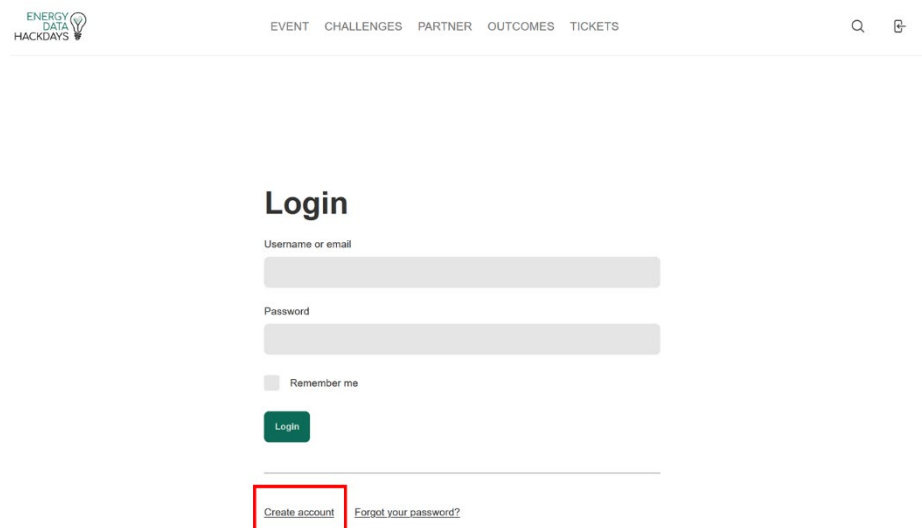 ENERGY
DATA
HACKDAYS
EVENT CHALLENGES PARTNER OUTCOMES TICKETS
Login
Username or email
Password
Remember me
Login
Create account Forgot your password?